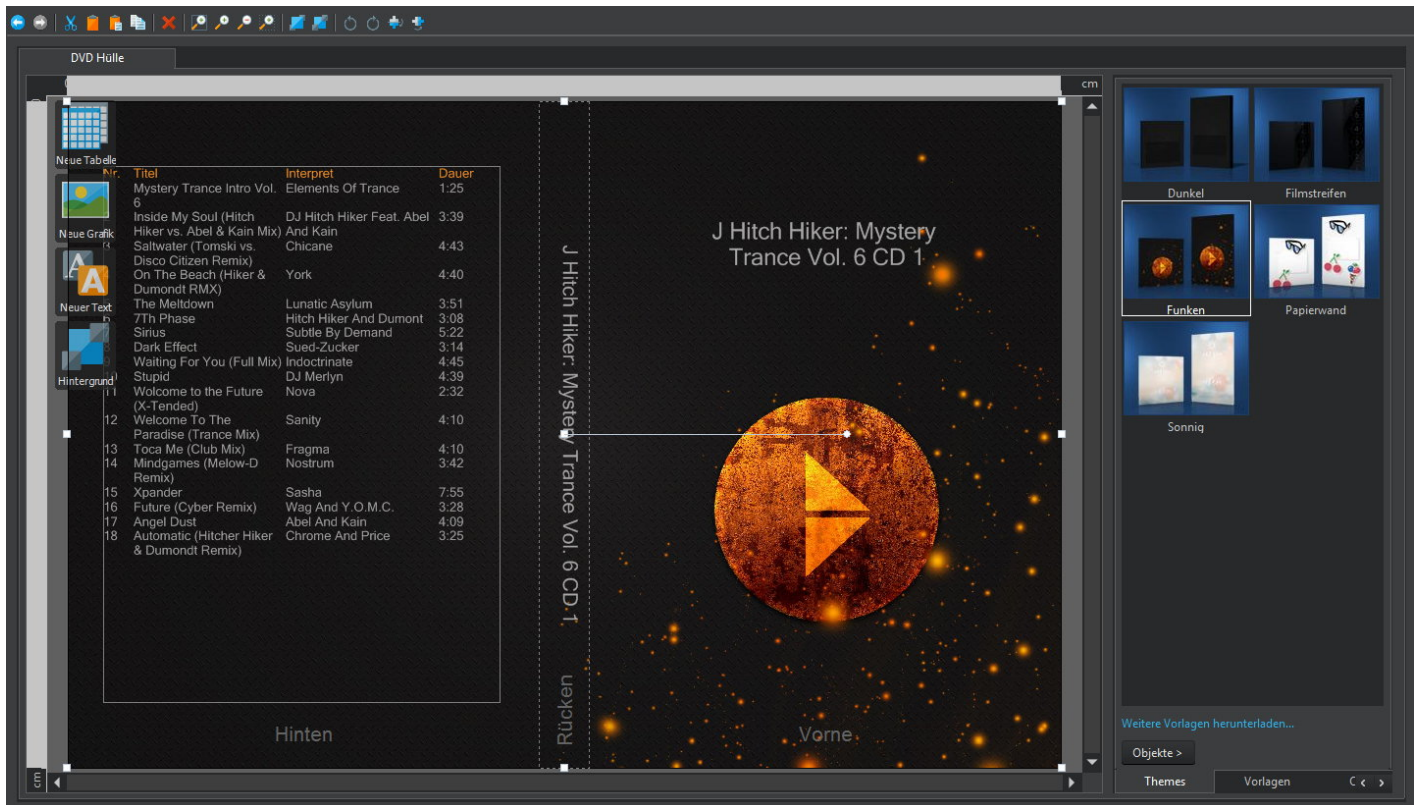 DVD Hülle
cm
Neue Tabelle
Neue Grafik
Neuer Text
Hintergrund
Nr. Titel Interpret Dauer
Mystery Trance Intro Vol. Elements Of Trance 1:25
6
Inside My Soul (Hitch DJ Hitch Hiker Feat. Abel 3:39
Hiker vs. Abel & Kain Mix) And Kain
Saltwater (Tomski vs. Chicane 4:43
Disco Citizen Remix)
On The Beach (Hiker & York 4:40
Dumondt RMX)
The Meltdown Lunatic Asylum 3:51
7Th Phase Hitch Hiker And Dumont 3:08
Sirius Subtle By Demand 5:22
Dark Effect Sued-Zucker 3:14
Waiting For You (Full Mix) Indoctrinate 4:45
Stupid DJ Merlyn 4:39
11 Wolcome to the Future Nova 2:32
(X-Tended)
12 Welcome To The Sanity 4:10
Paradise (Trance Mix)
13 Toca Me (Club Mix) Fragma 4:10
14 Mindgames (Melow-D Nostrum 3:42
Remix)
15 Xpander Sasha 7:55
16 Future (Cyber Remix) Wag And Y.O.M.C. 3:28
17 Angel Dust Abel And Kain 4:09
18 Automatic (Hitcher Hiker Chrome And Price 3:25
& Dumondt Remix)
Hinten
J Hitch Hiker: Mystery Trance Vol. 6 CD 1
Rücken
J Hitch Hiker: Mystery
Trance Vol. 6 CD 1
Vorne
cm
Dunkel Filmstreifen
Funken Papierwand
Sonnig
Weitere Vorlagen herunterladen...
Objekte >
Themes Vorlagen